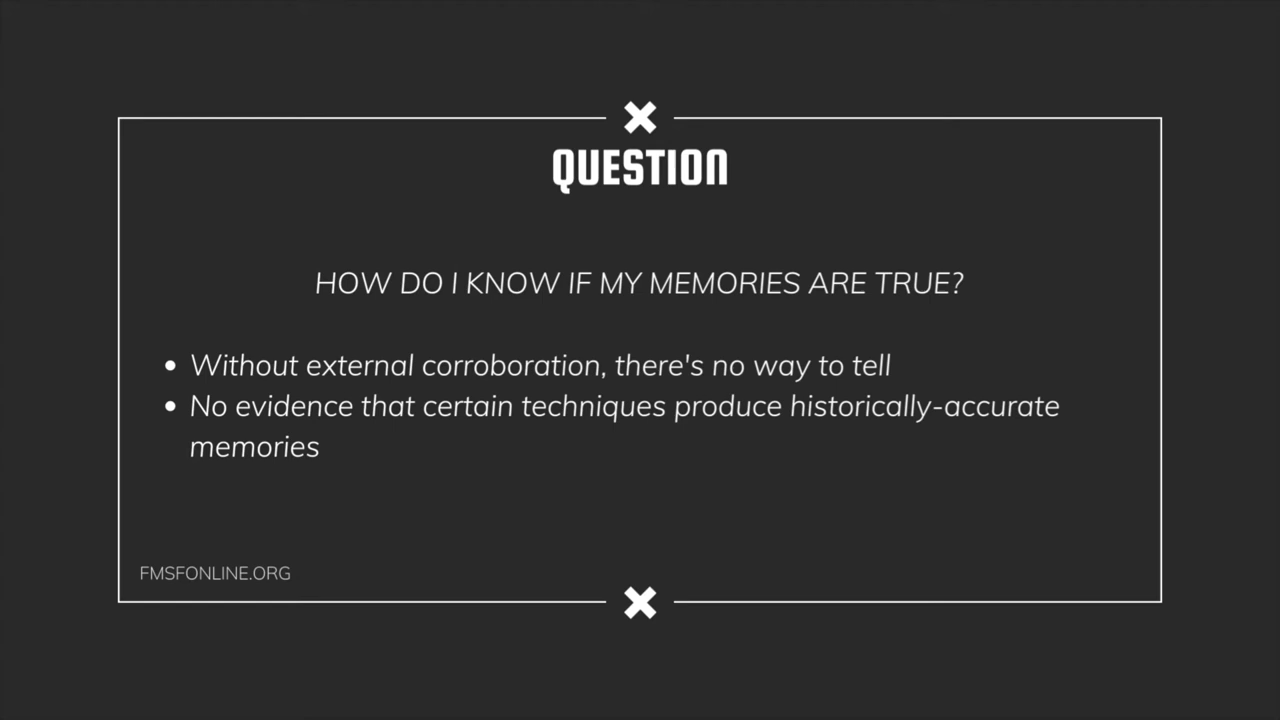 QUESTION
HOW DO I KNOW IF MY MEMORIES ARE TRUE?
• Without external corroboration, there's no way to tell
• No evidence that certain techniques produce historically-accurate
memories
FMSFONLINE.ORG